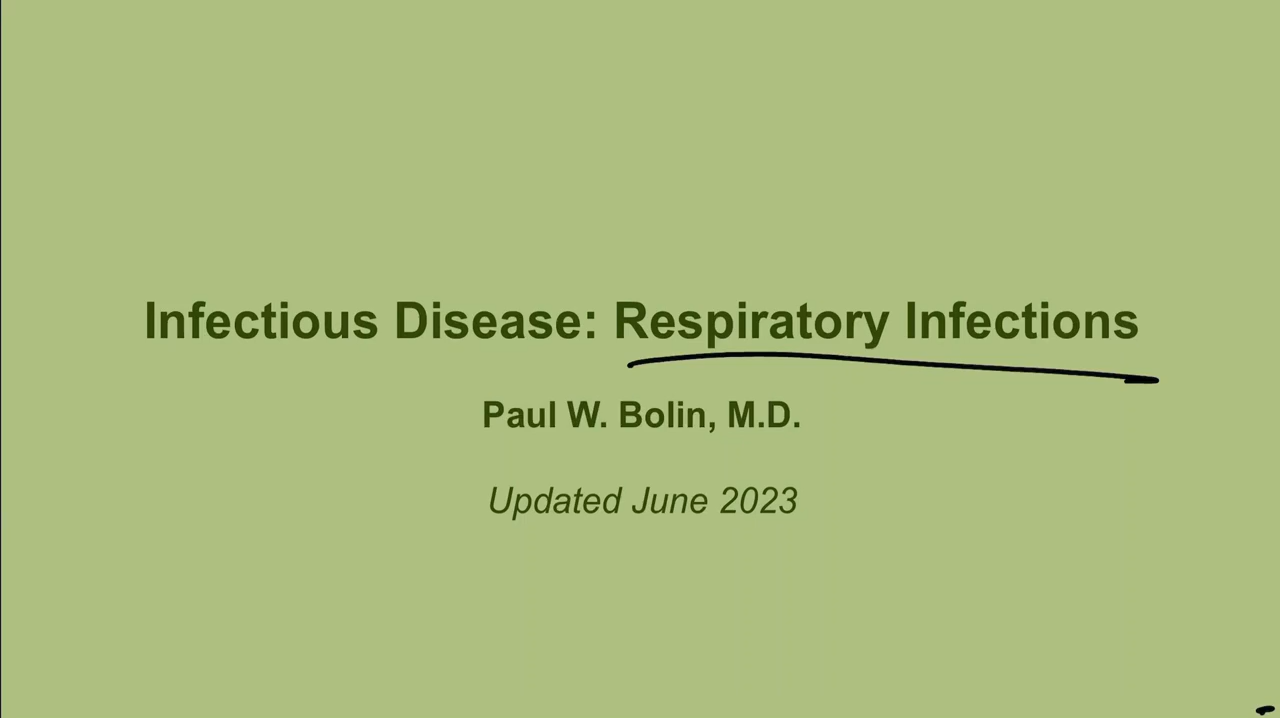 Infectious Disease: Respiratory Infections
Paul W. Bolin, M.D.
Updated June 2023